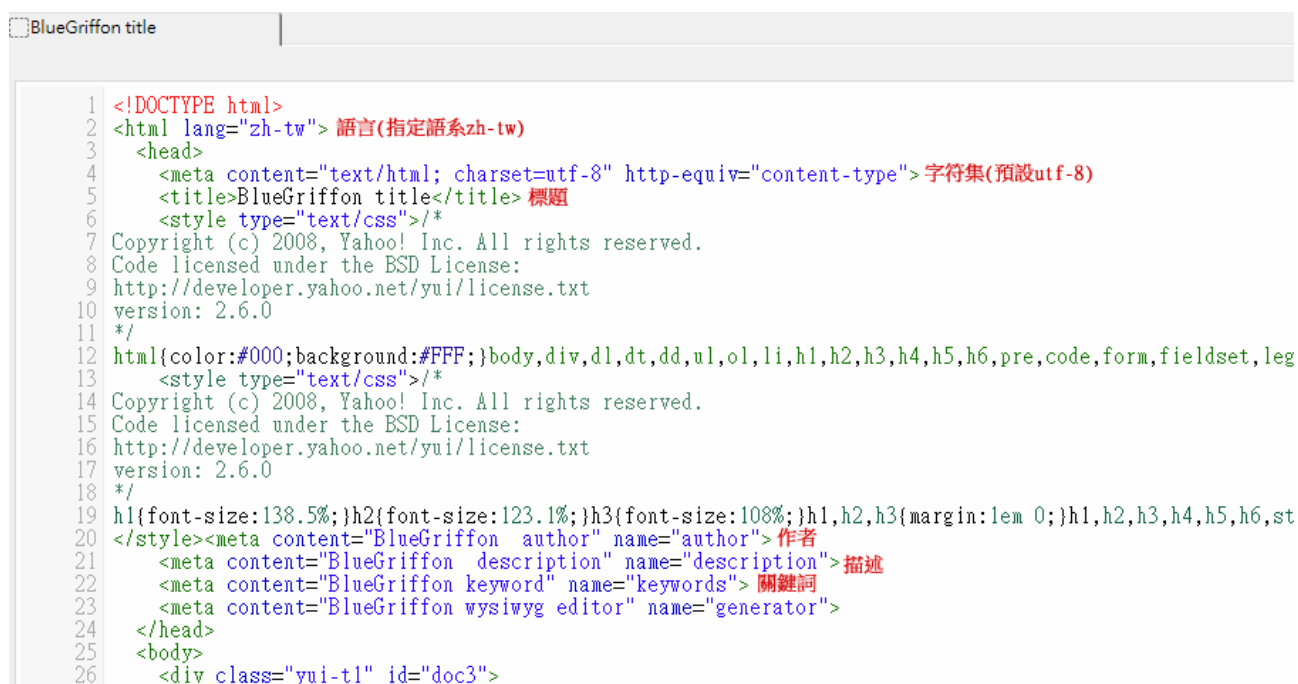 BlueGriffon title
1 <!DOCTYPE html>
2 <html lang="zh-tw"> 語言(指定語系zh-tw)
3 <head>
4 <meta content="text/html; charset=utf-8" http-equiv="content-type"> 字符集(預設utf-8)
5 <title>BlueGriffon title</title> 標題
6 <style type="text/css">/*
7 Copyright (c) 2008, Yahoo! Inc. All rights reserved.
8 Code licensed under the BSD License:
9 http://developer.yahoo.net/yui/license.txt
10 version: 2.6.0
11 */
12 html{color:#000;background:#FFF;}body,div,dl,dt,dd,ul,ol,li,h1,h2,h3,h4,h5,h6,pre,code,form,fieldset,leg
13 <style type="text/css">/*
14 Copyright (c) 2008, Yahoo! Inc. All rights reserved.
15 Code licensed under the BSD License:
16 http://developer.yahoo.net/yui/license.txt
17 version: 2.6.0
18 */
19 h1{font-size:138.5%;}h2{font-size:123.1%;}h3{font-size:108%;}h1,h2,h3{margin:1em 0;}h1,h2,h3,h4,h5,h6,st
20 </style><meta content="BlueGriffon  author" name="author"> 作者
21 <meta content="BlueGriffon  description" name="description"> 描述
22 <meta content="BlueGriffon keyword" name="keywords"> 關鍵詞
23 <meta content="BlueGriffon wysiwyg editor" name="generator">
24 </head>
25 <body>
26 <div class="yui-t1" id="doc3">